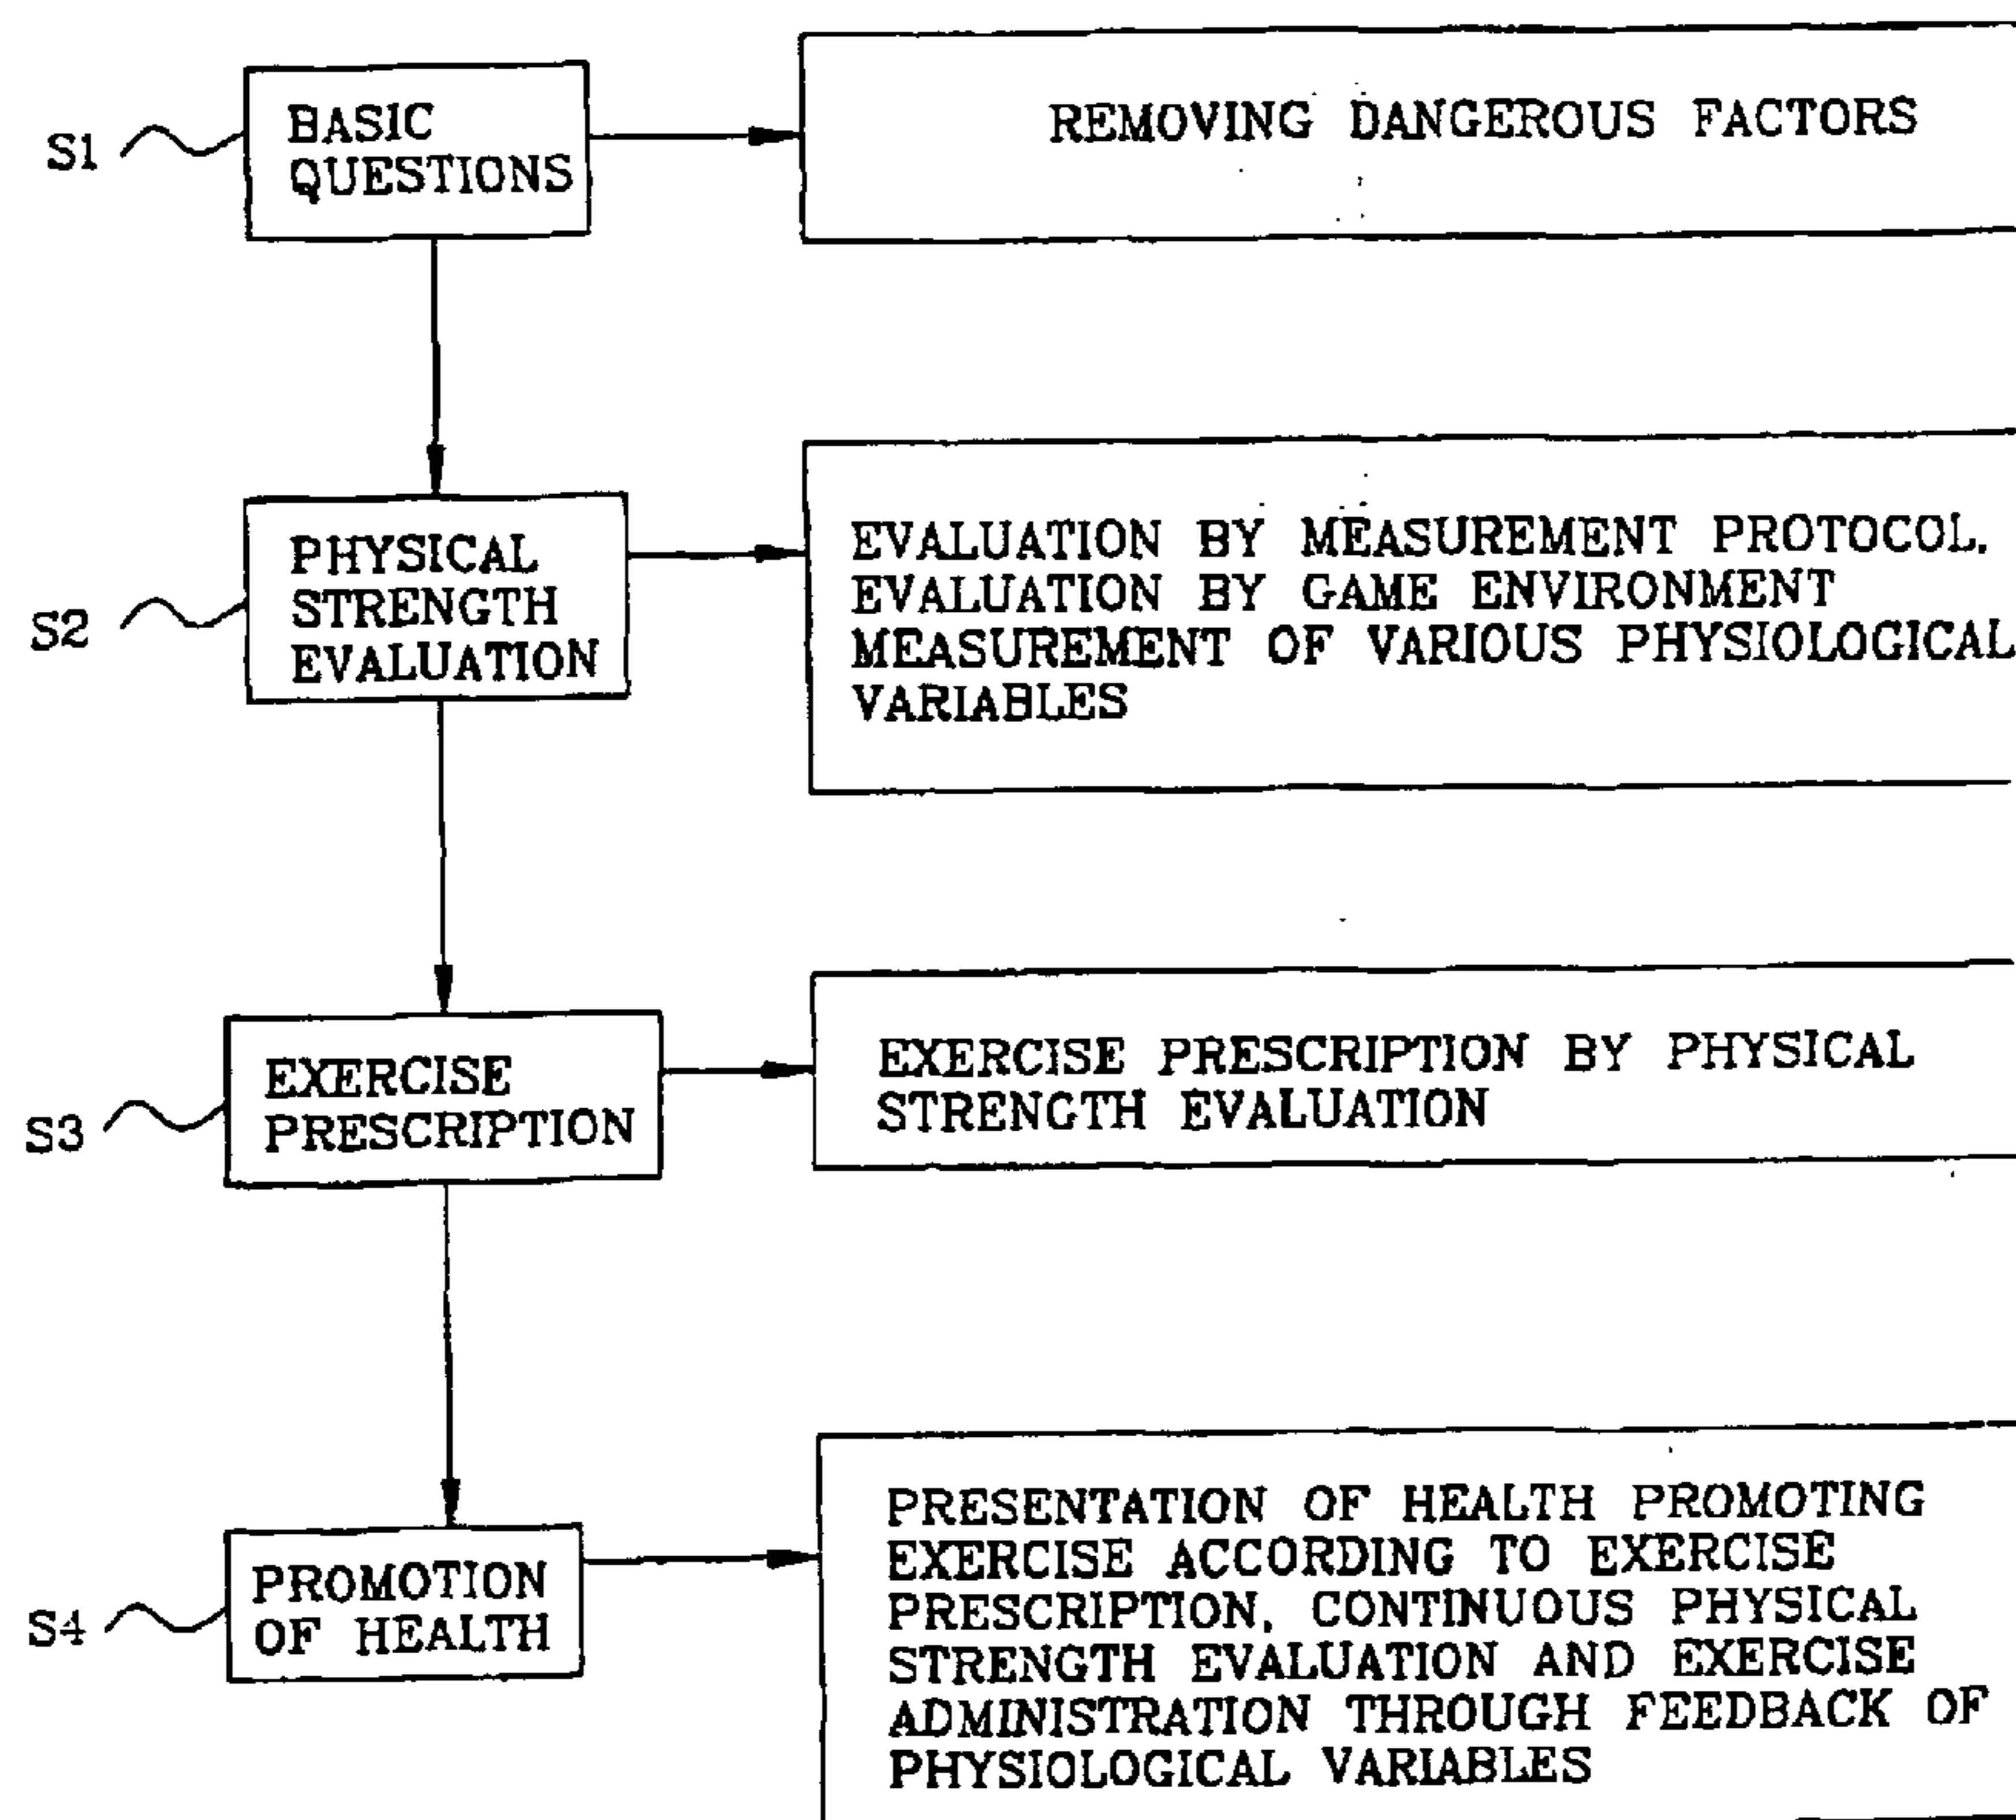 S1
BASIC
QUESTIONS
REMOVING DANGEROUS FACTORS
S2
PHYSICAL
STRENGTH
EVALUATION
EVALUATION BY MEASUREMENT PROTOCOL.
EVALUATION BY GAME ENVIRONMENT
MEASUREMENT OF VARIOUS PHYSIOLOGICAL
VARIABLES
S3
EXERCISE
PRESCRIPTION
EXERCISE PRESCRIPTION BY PHYSICAL
STRENGTH EVALUATION
S4
PROMOTION
OF HEALTH
PRESENTATION OF HEALTH PROMOTING
EXERCISE ACCORDING TO EXERCISE
PRESCRIPTION, CONTINUOUS PHYSICAL
STRENGTH EVALUATION AND EXERCISE
ADMINISTRATION THROUGH FEEDBACK OF
PHYSIOLOGICAL VARIABLES